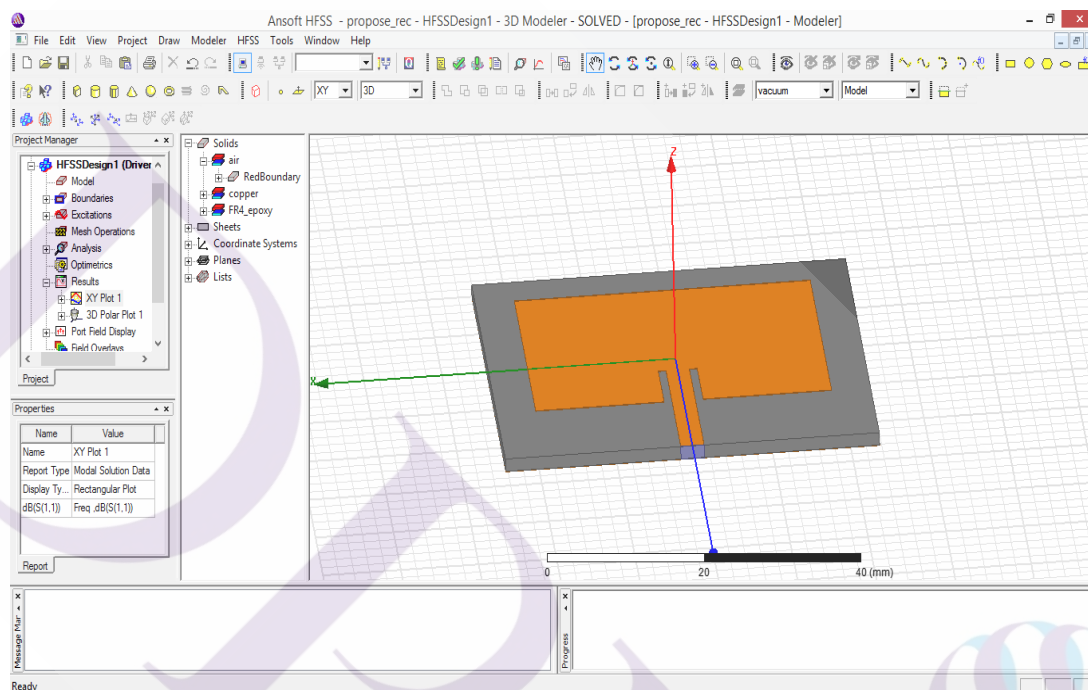 Ansoft HFSS - propose_rec - HFSSDesign1 - 3D Modeler - SOLVED - [propose_rec - HFSSDesign1 - Modeler]
File Edit View Project Draw Modeler HFSS Tools Window Help
XY 3D vacuum Model
Project Manager
HFSSDesign1 (Driver
Model
Boundaries
Excitations
Mesh Operations
Analysis
Optimetrics
Results
XY Plot 1
3D Polar Plot 1
Port Field Display
Field Overlays
Project
Properties
Name Value
Name XY Plot 1
Report Type Modal Solution Data
Display Ty... Rectangular Plot
dB(S(1,1)) Freq ,dB(S(1,1))
Report
Solids
air
RedBoundary
copper
FR4_epoxy
Sheets
Coordinate Systems
Planes
Lists
Z
X
0 20 40 (mm)
Message Mar
Progress
Ready